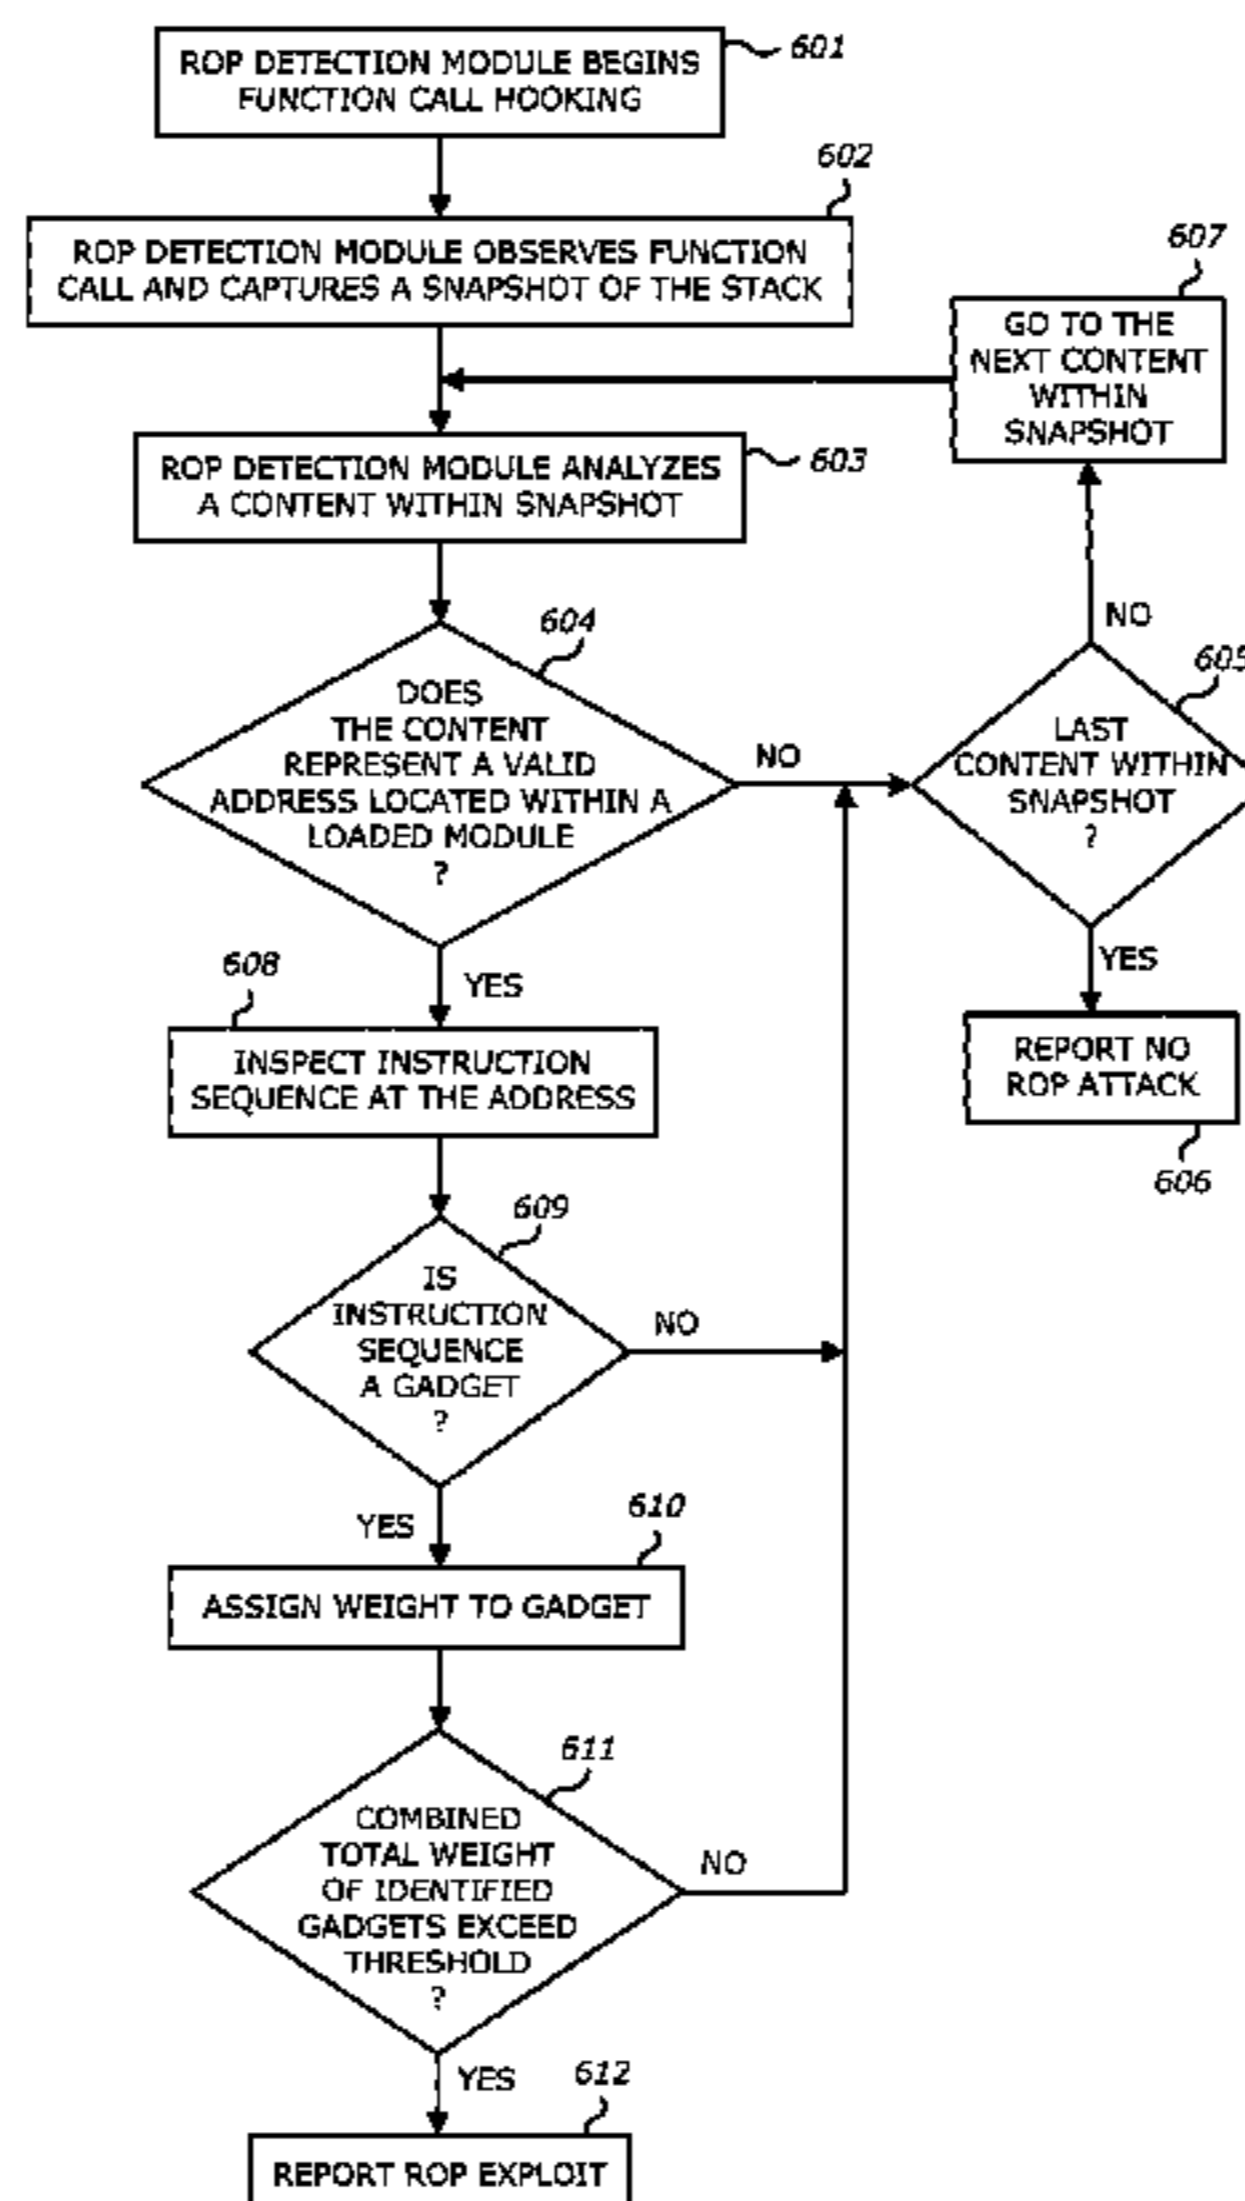 ROP DETECTION MODULE BEGINS
FUNCTION CALL HOOKING
601
602
ROP DETECTION MODULE OBSERVES FUNCTION
CALL AND CAPTURES A SNAPSHOT OF THE STACK
607
GO TO THE
NEXT CONTENT
WITHIN
SNAPSHOT
ROP DETECTION MODULE ANALYZES
A CONTENT WITHIN SNAPSHOT
603
604
DOES
THE CONTENT
REPRESENT A VALID
ADDRESS LOCATED WITHIN A
LOADED MODULE
?
NO
NO
605
LAST
CONTENT WITHIN
SNAPSHOT
?
YES
REPORT NO
ROP ATTACK
606
YES
608
INSPECT INSTRUCTION
SEQUENCE AT THE ADDRESS
609
IS
INSTRUCTION
SEQUENCE
A GADGET
?
NO
YES
610
ASSIGN WEIGHT TO GADGET
611
COMBINED
TOTAL WEIGHT
OF IDENTIFIED
GADGETS EXCEED
THRESHOLD
?
NO
YES
612
REPORT ROP EXPLOIT